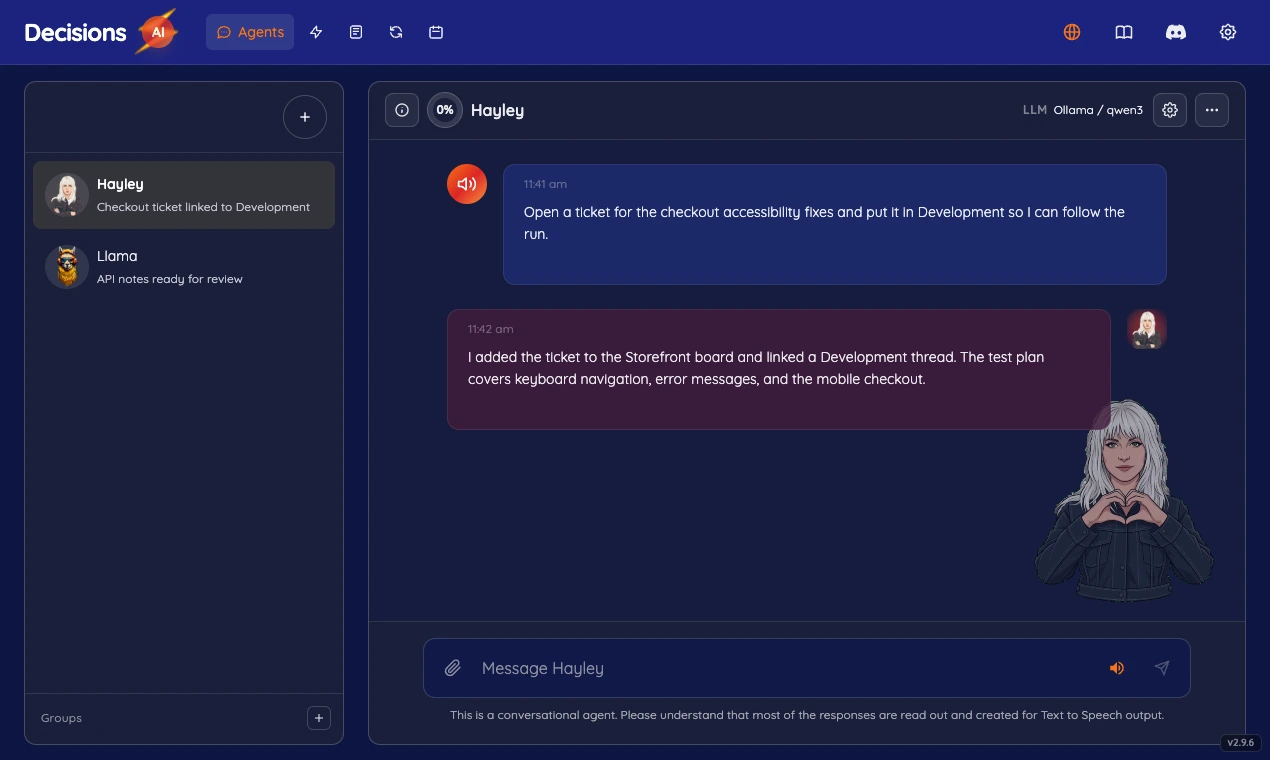 Decisions AI
Agents
Hayley
Checkout ticket linked to Development
Llama
API notes ready for review
Groups
0%
Hayley
LLM Ollama / qwen3
11:41 am
Open a ticket for the checkout accessibility fixes and put it in Development so I can follow the
run.
11:42 am
I added the ticket to the Storefront board and linked a Development thread. The test plan
covers keyboard navigation, error messages, and the mobile checkout.
Message Hayley
This is a conversational agent. Please understand that most of the responses are read out and created for Text to Speech output.
v2.9.6